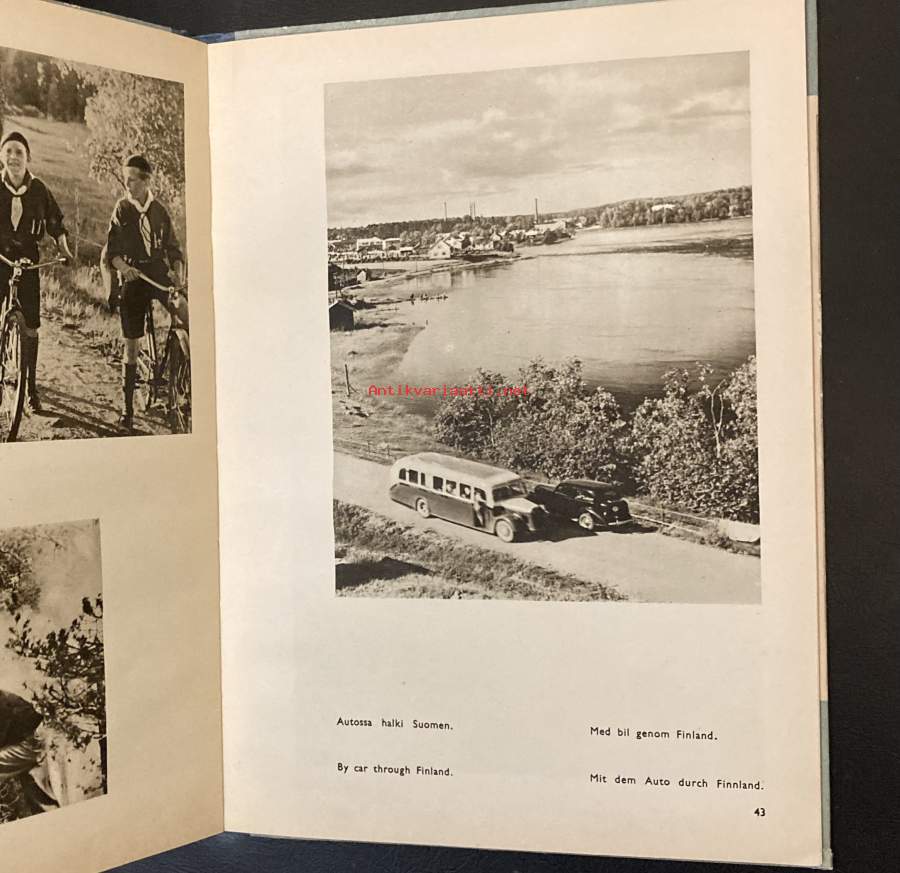 Antikvariaatti.net
Autossa halki Suomen.
By car through Finland.
Med bil genom Finland.
Mit dem Auto durch Finnland.
43